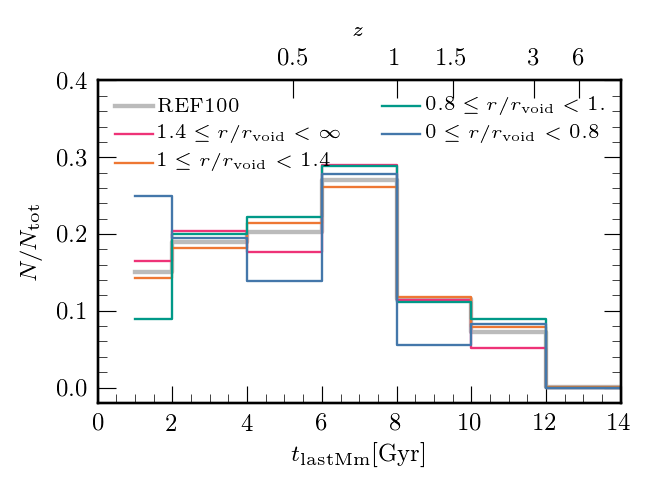 z
0.5 1 1.5 3 6
0.4
REF100
1.4 ≤ r/r_void < ∞
1 ≤ r/r_void < 1.4
0.8 ≤ r/r_void < 1.
0 ≤ r/r_void < 0.8
0.3
0.2
0.1
0.0
N/N_tot
0 2 4 6 8 10 12 14
t_lastMm[Gyr]